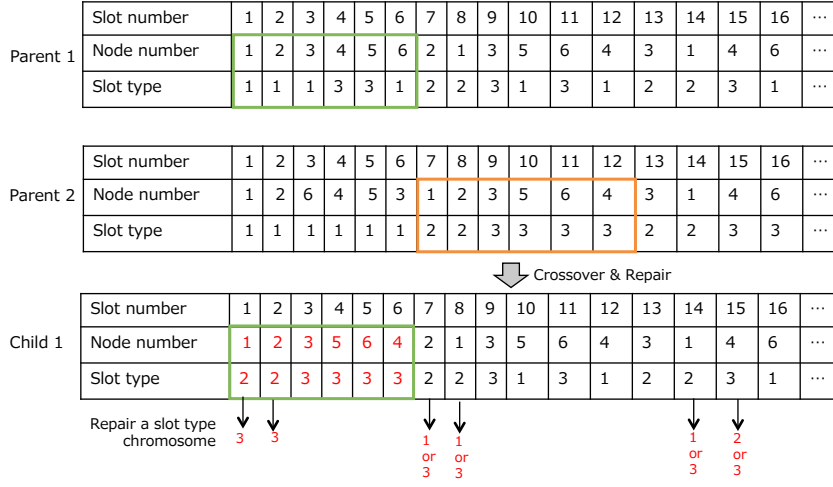 Slot number 1 2 3 4 5 6 7 8 9 10 11 12 13 14 15 16 ⋯
Parent 1 Node number 1 2 3 4 5 6 2 1 3 5 6 4 3 1 4 6 ⋯
Slot type 1 1 1 3 3 1 2 2 3 1 3 1 2 2 3 1 ⋯
Slot number 1 2 3 4 5 6 7 8 9 10 11 12 13 14 15 16 ⋯
Parent 2 Node number 1 2 6 4 5 3 1 2 3 5 6 4 3 1 4 6 ⋯
Slot type 1 1 1 1 1 1 2 2 3 3 3 3 2 2 3 3 ⋯
Crossover & Repair
Slot number 1 2 3 4 5 6 7 8 9 10 11 12 13 14 15 16 ⋯
Child 1 Node number 1 2 3 5 6 4 2 1 3 5 6 4 3 1 4 6 ⋯
Slot type 2 2 3 3 3 3 2 2 3 1 3 1 2 2 3 1 ⋯
Repair a slot type
chromosome
3 3
1 1 1 2
or or or or
3 3 3 3